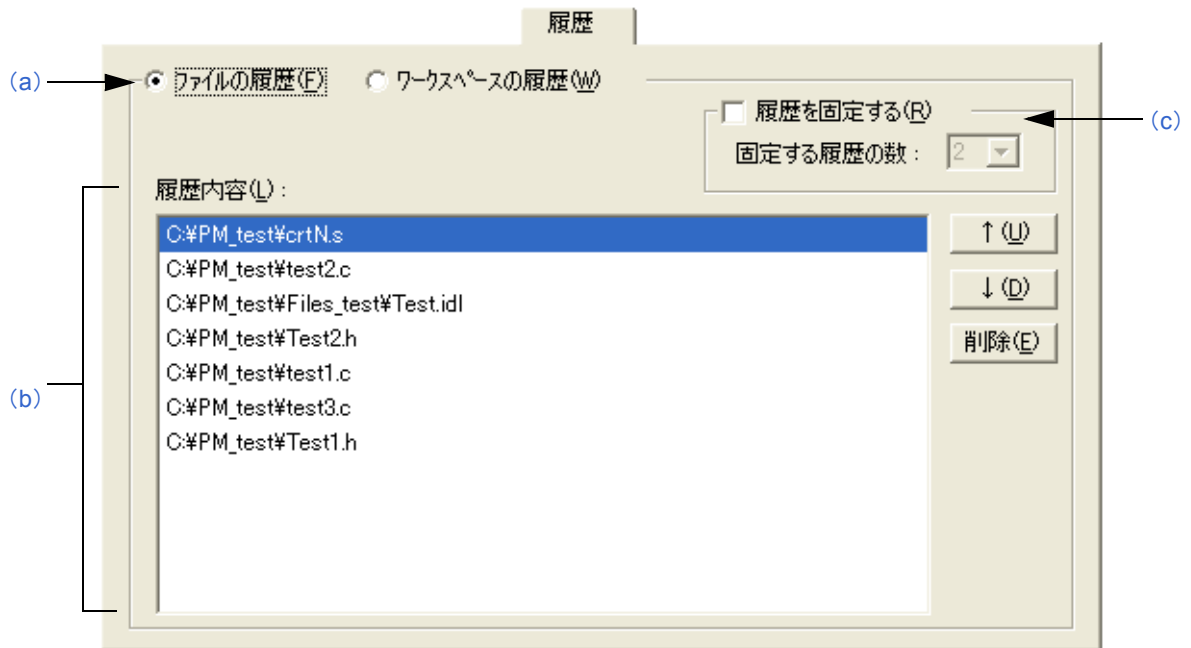 履歴
(a)
ファイルの履歴(F) ワークスペースの履歴(W)
履歴を固定する(R)
(c)
固定する履歴の数: 2
履歴内容(L):
C:¥PM_test¥crtN.s
↑(U)
C:¥PM_test¥test2.c
↓(D)
C:¥PM_test¥Files_test¥Test.idl
C:¥PM_test¥Test2.h
削除(E)
C:¥PM_test¥test1.c
(b)
C:¥PM_test¥test3.c
C:¥PM_test¥Test1.h